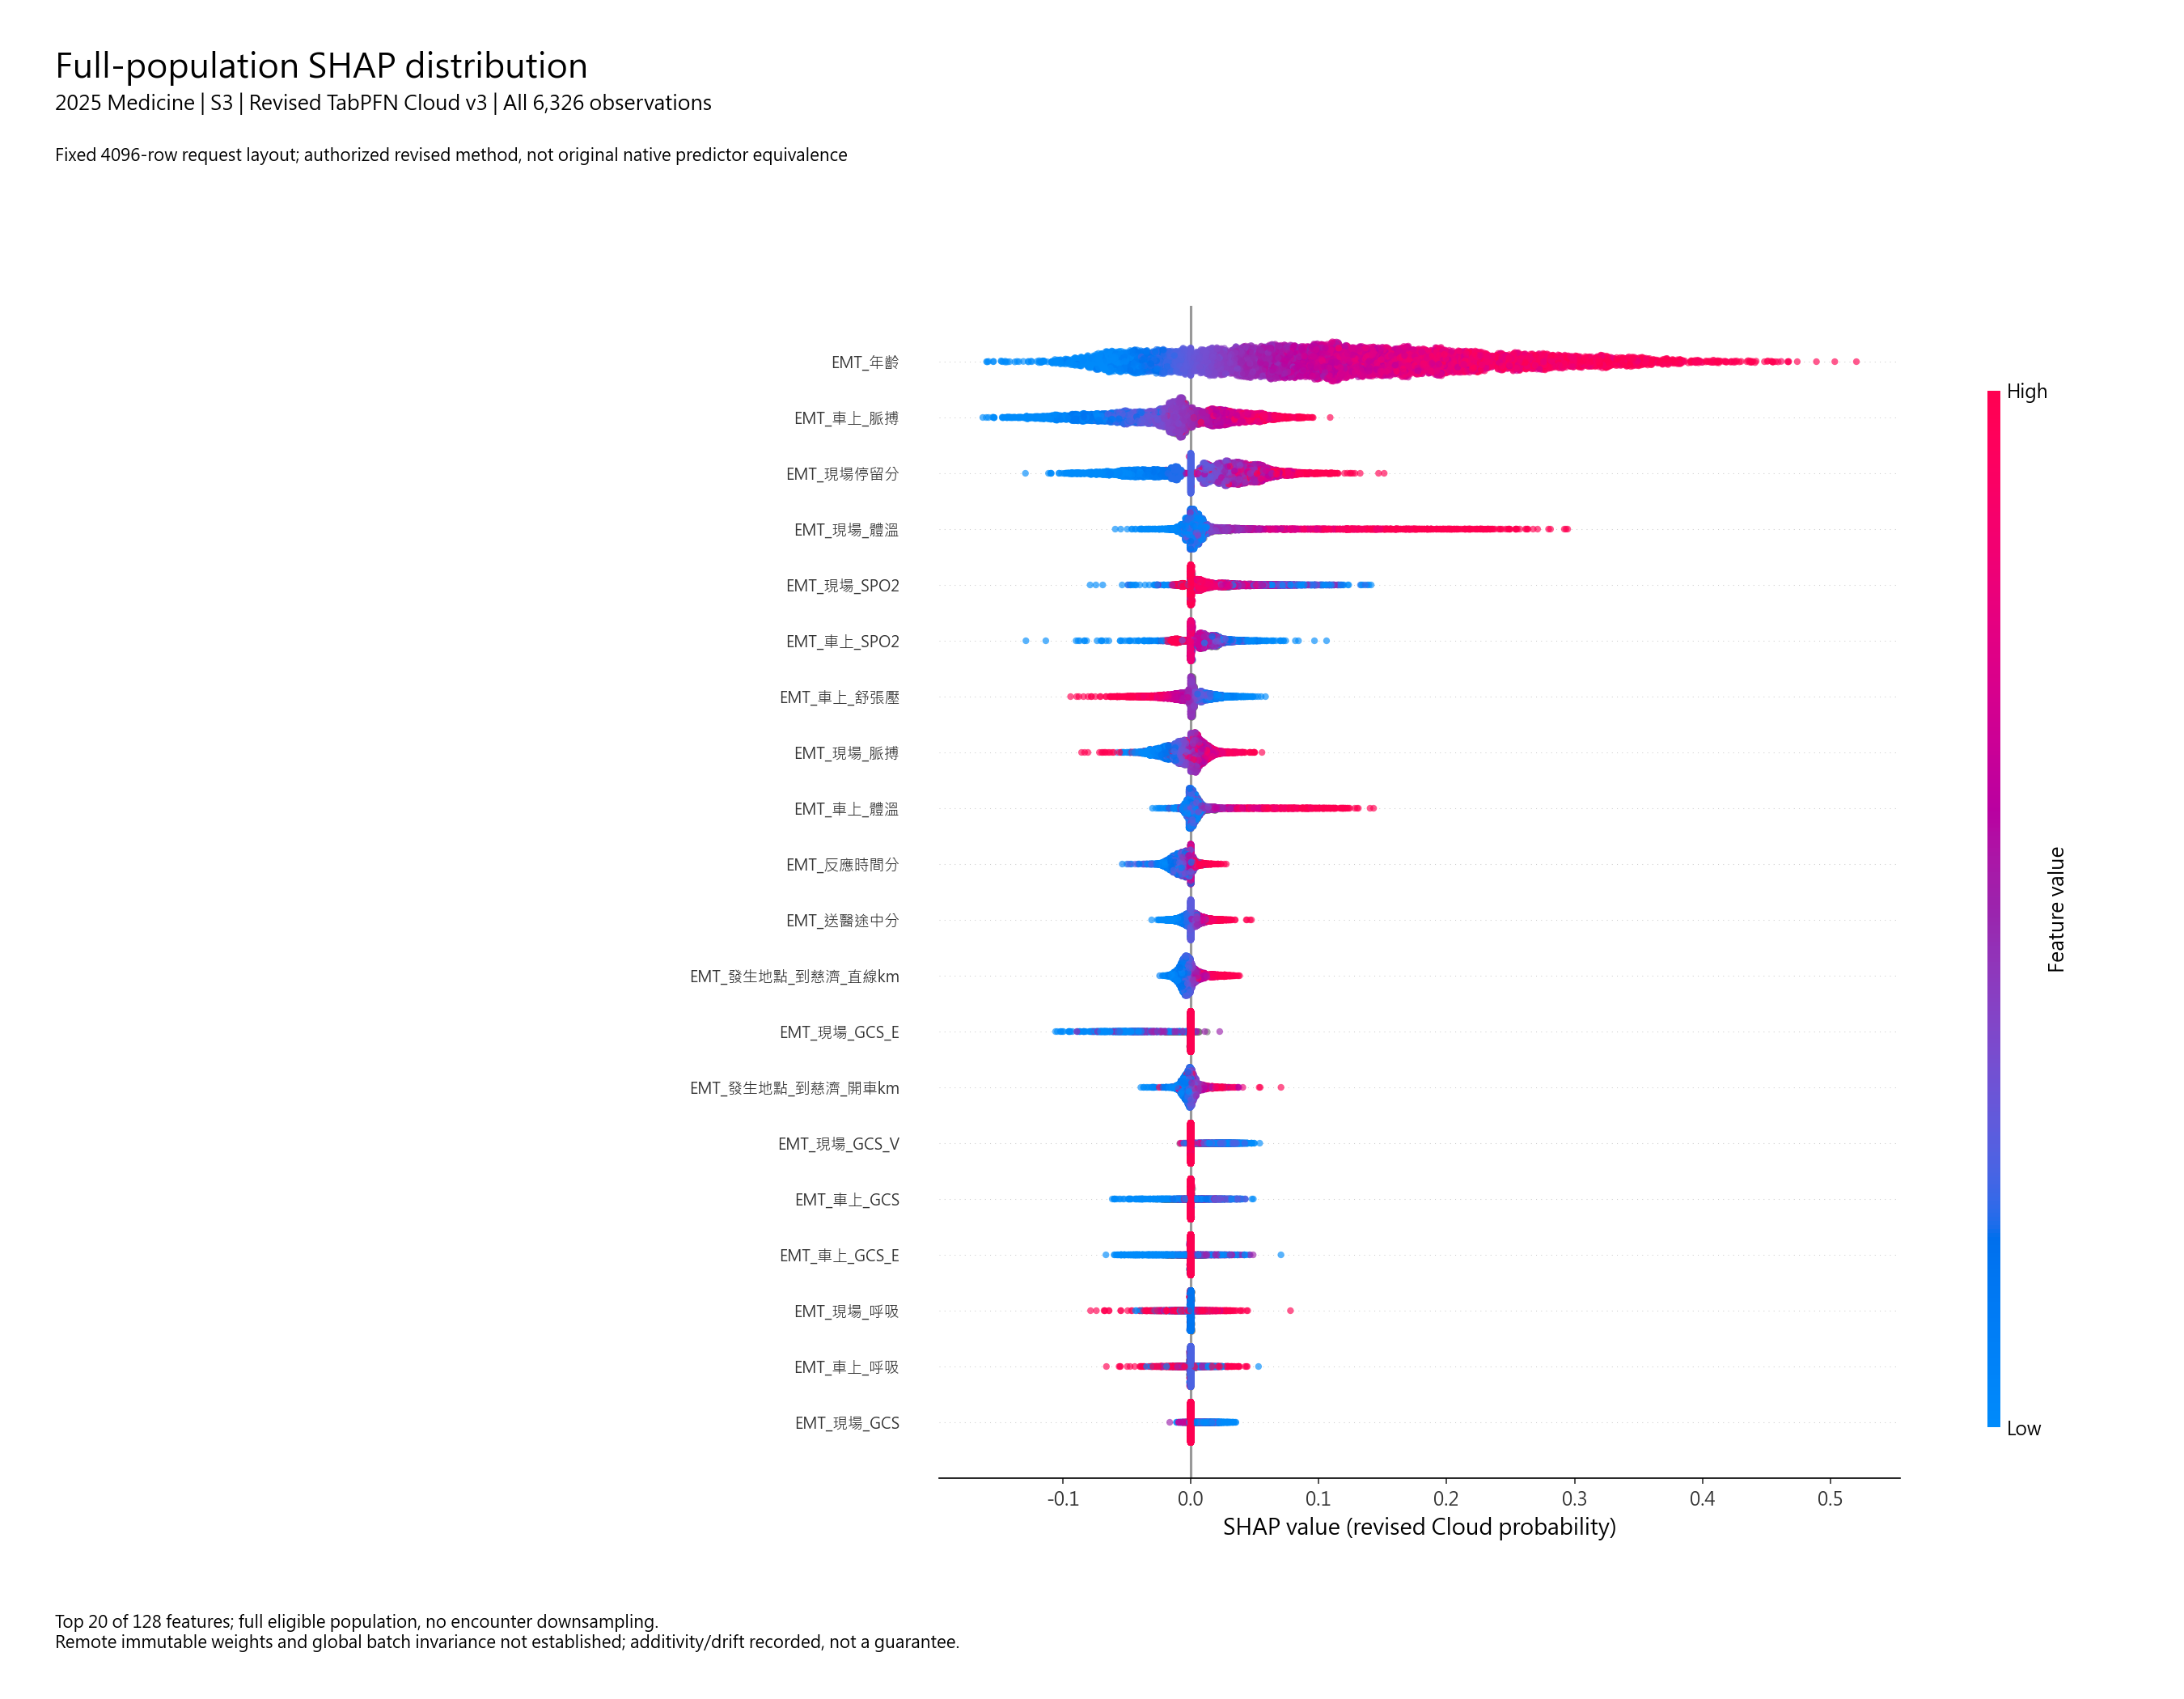 Full-population SHAP distribution
2025 Medicine | S3 | Revised TabPFN Cloud v3 | All 6,326 observations
Fixed 4096-row request layout; authorized revised method, not original native predictor equivalence
EMT_年齡
EMT_車上_脈搏
EMT_現場停留分
EMT_現場_體溫
EMT_現場_SPO2
EMT_車上_SPO2
EMT_車上_舒張壓
EMT_現場_脈搏
EMT_車上_體溫
EMT_反應時間分
EMT_送醫途中分
EMT_發生地點_到慈濟_直線km
EMT_現場_GCS_E
EMT_發生地點_到慈濟_開車km
EMT_現場_GCS_V
EMT_車上_GCS
EMT_車上_GCS_E
EMT_現場_呼吸
EMT_車上_呼吸
EMT_現場_GCS
-0.1 0.0 0.1 0.2 0.3 0.4 0.5
SHAP value (revised Cloud probability)
High
Feature value
Low
Top 20 of 128 features; full eligible population, no encounter downsampling.
Remote immutable weights and global batch invariance not established; additivity/drift recorded, not a guarantee.